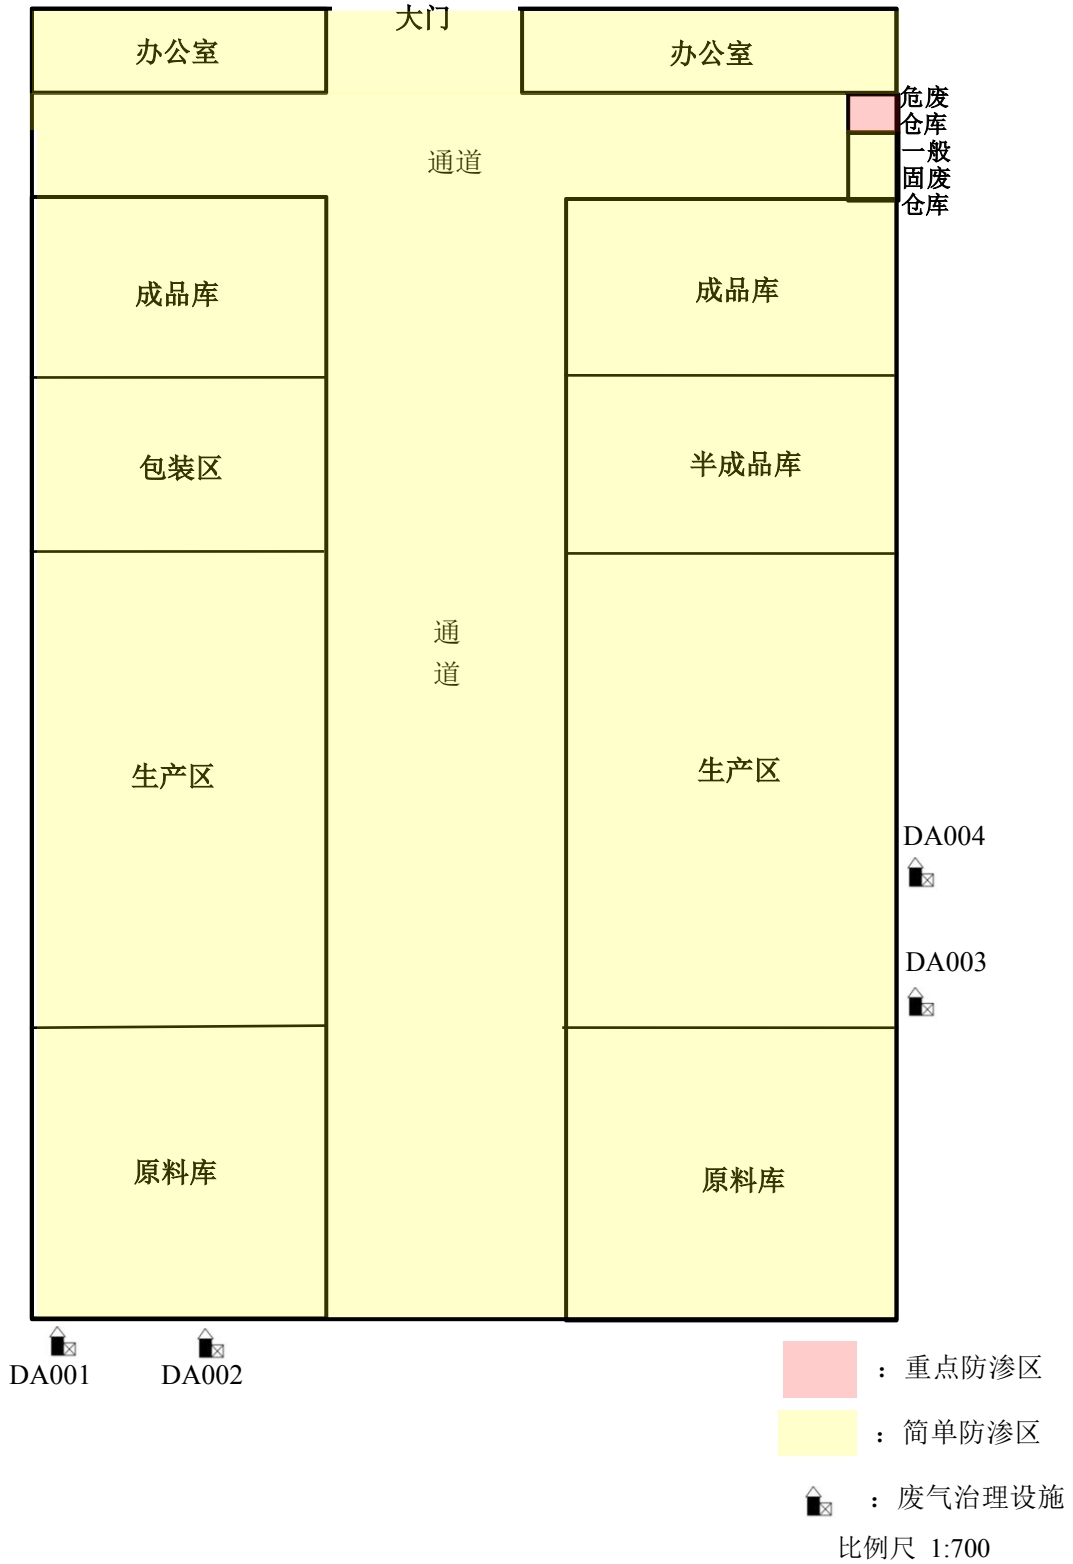 大门
办公室
办公室
危废
仓库
一般
固废
仓库
通道
成品库
成品库
包装区
半成品库
通
道
生产区
生产区
DA004
DA003
原料库
原料库
DA001
DA002
：重点防渗区
：简单防渗区
：废气治理设施
比例尺 1:700